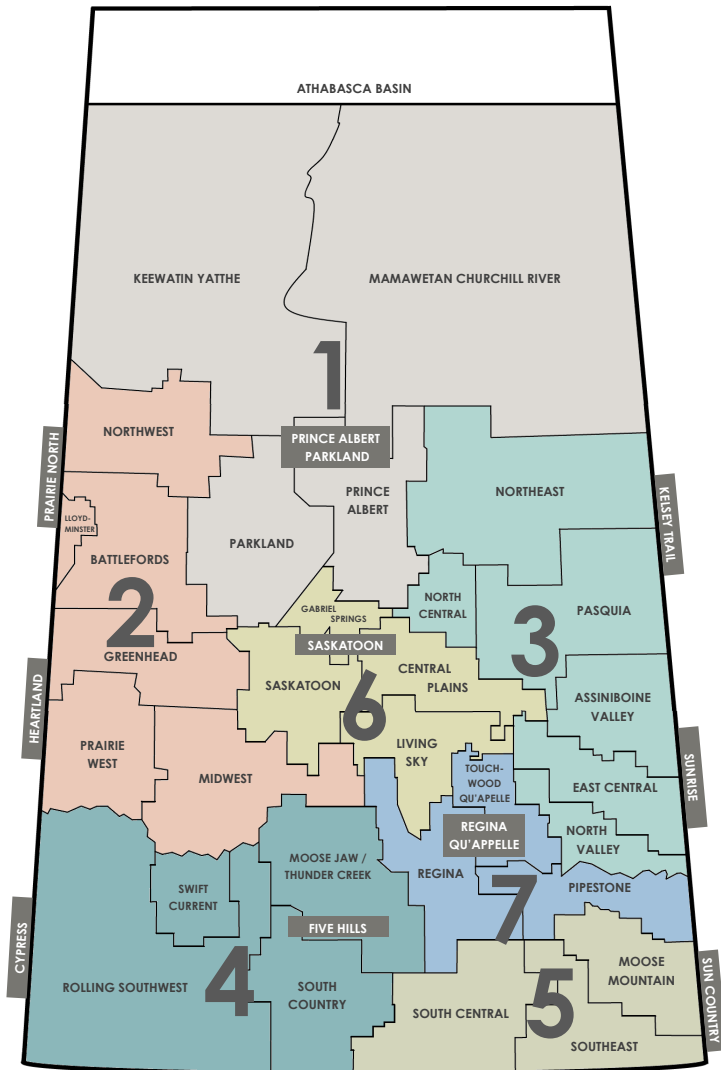 ATHABASCA BASIN
KEEWATIN YATTHE
MAMAWETAN CHURCHILL RIVER
1
PRINCE ALBERT
PARKLAND
NORTHWEST
PRAIRIE NORTH
LLOYD-
MINSTER
BATTLEFORDS
PARKLAND
PRINCE
ALBERT
NORTHEAST
KELSEY TRAIL
2
GREENHEAD
GABRIEL
SPRINGS
NORTH
CENTRAL
3
PASQUIA
SASKATOON
SASKATOON
CENTRAL
PLAINS
6
ASSINIBOINE
VALLEY
HEARTLAND
PRAIRIE
WEST
MIDWEST
LIVING
SKY
TOUCH-
WOOD
QU'APPELLE
EAST CENTRAL
SUNRISE
REGINA
QU'APPELLE
NORTH
VALLEY
MOOSE JAW /
THUNDER CREEK
REGINA
7
PIPESTONE
SWIFT
CURRENT
FIVE HILLS
CYPRESS
ROLLING SOUTHWEST
4
SOUTH
COUNTRY
SOUTH CENTRAL
5
MOOSE
MOUNTAIN
SOUTHEAST
SUN COUNTRY